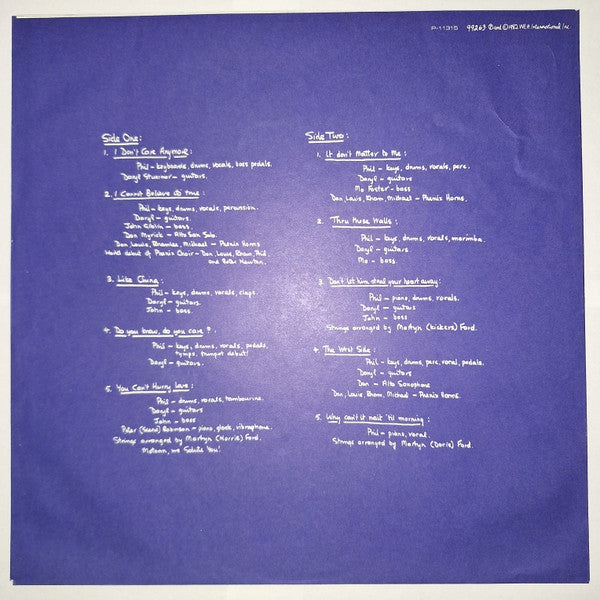 P-11315 99263 Band ©1982 WEA International Inc.
Side One:
1. I Don't Care Anymore:
Phil - keyboards, drums, vocals, bass pedals.
Daryl Stuermer - guitars.
2. I Cannot Believe it's true:
Phil - keys, drums, vocals, percussion.
Daryl - guitars.
John Giblin - bass.
Don Myrick - Alto Sax Solo.
Don, Louis, Rhamlee, Michael - Phenix Horns
World debut of Phenix Choir - Don, Louis, Rham, Phil,
and Peter Newton.
3. Like China:
Phil - keys, drums, vocals, claps.
Daryl - guitars.
John - bass.
4. Do you know, do you care?:
Phil - keys, drums, vocals, pedals,
tymps, trumpet debut!
Daryl - guitars.
5. You Can't Hurry Love:
Phil - drums, vocals, tambourine.
Daryl - guitars
John - bass
Peter Robinson - piano, glock, vibraphone.
Strings arranged by Martyn (Morris) Ford.
Motown, we Salute You!
Side Two:
1. It don't Matter to Me:
Phil - keys, drums, vocals, perc.
Daryl - guitars
Mo Foster - bass
Don, Louis, Rham, Michael - Phenix Horns.
2. Thru these Walls:
Phil - keys, drums, vocals, marimba.
Daryl - guitars.
Mo - bass.
3. Don't let him steal your heart away:
Phil - piano, drums, vocals.
Daryl - guitars
John - bass
Strings arranged by Martyn (kickers) Ford.
4. The West Side:
Phil - keys, drums, perc, vocal, pedals.
Daryl - guitars
Don - Alto Saxophone
Don, Louis, Rham, Michael - Phenix Horns.
5. Why can't it wait 'til morning:
Phil - piano, vocal.
Strings arranged by Martyn (Doris) Ford.